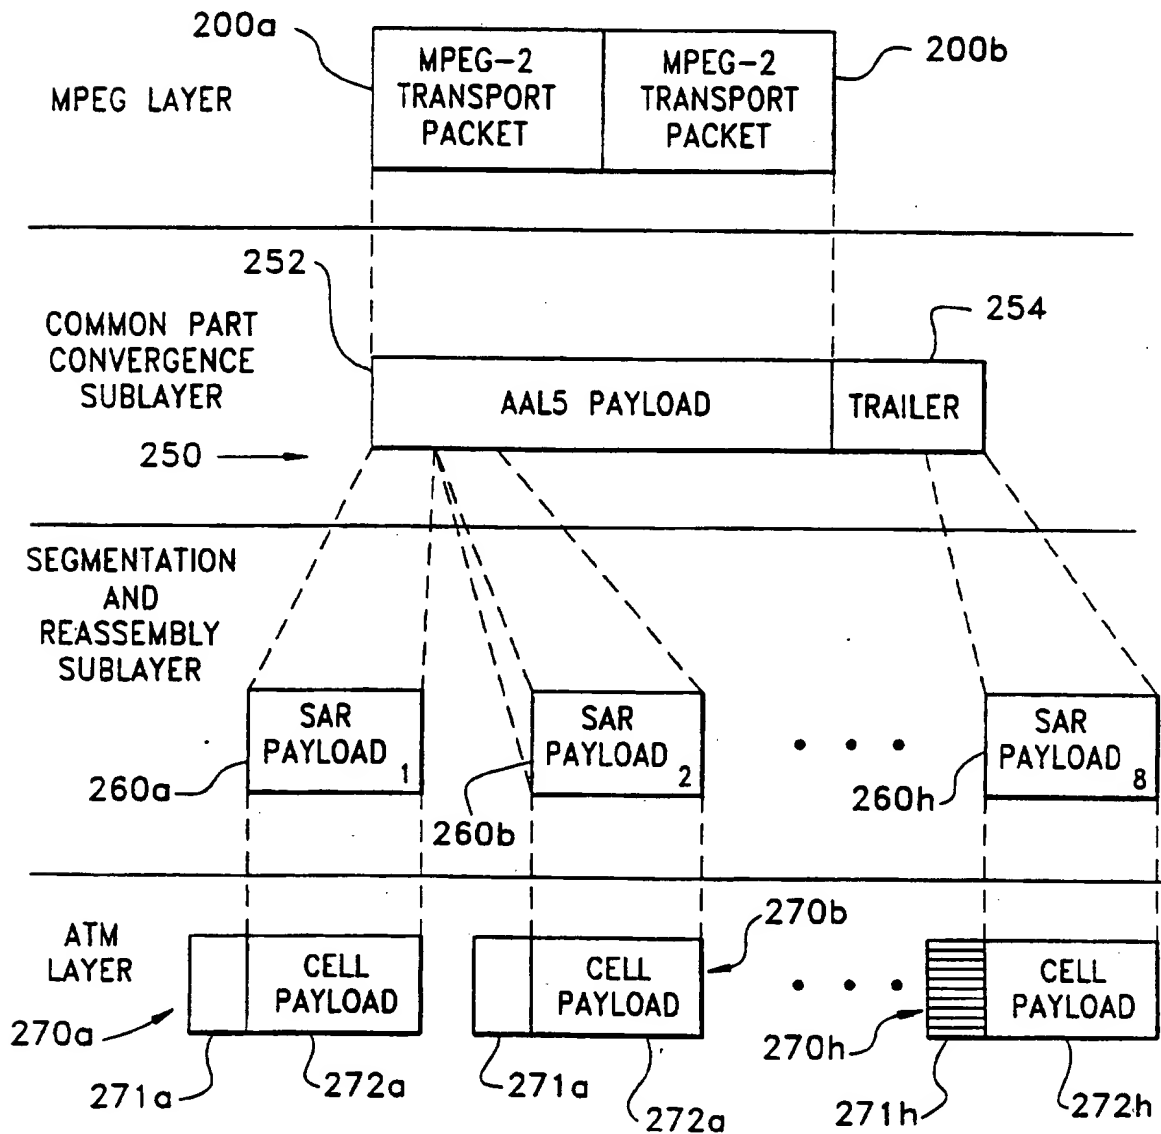 200a
MPEG-2
TRANSPORT
PACKET
MPEG-2
TRANSPORT
PACKET
200b
MPEG LAYER
252
254
COMMON PART
CONVERGENCE
SUBLAYER
AAL5 PAYLOAD
TRAILER
250
SEGMENTATION
AND
REASSEMBLY
SUBLAYER
SAR
PAYLOAD
1
SAR
PAYLOAD
2
SAR
PAYLOAD
8
260a
260b
260h
ATM
LAYER
270b
CELL
PAYLOAD
CELL
PAYLOAD
CELL
PAYLOAD
270a
270h
271a
272a
271a
272a
271h
272h